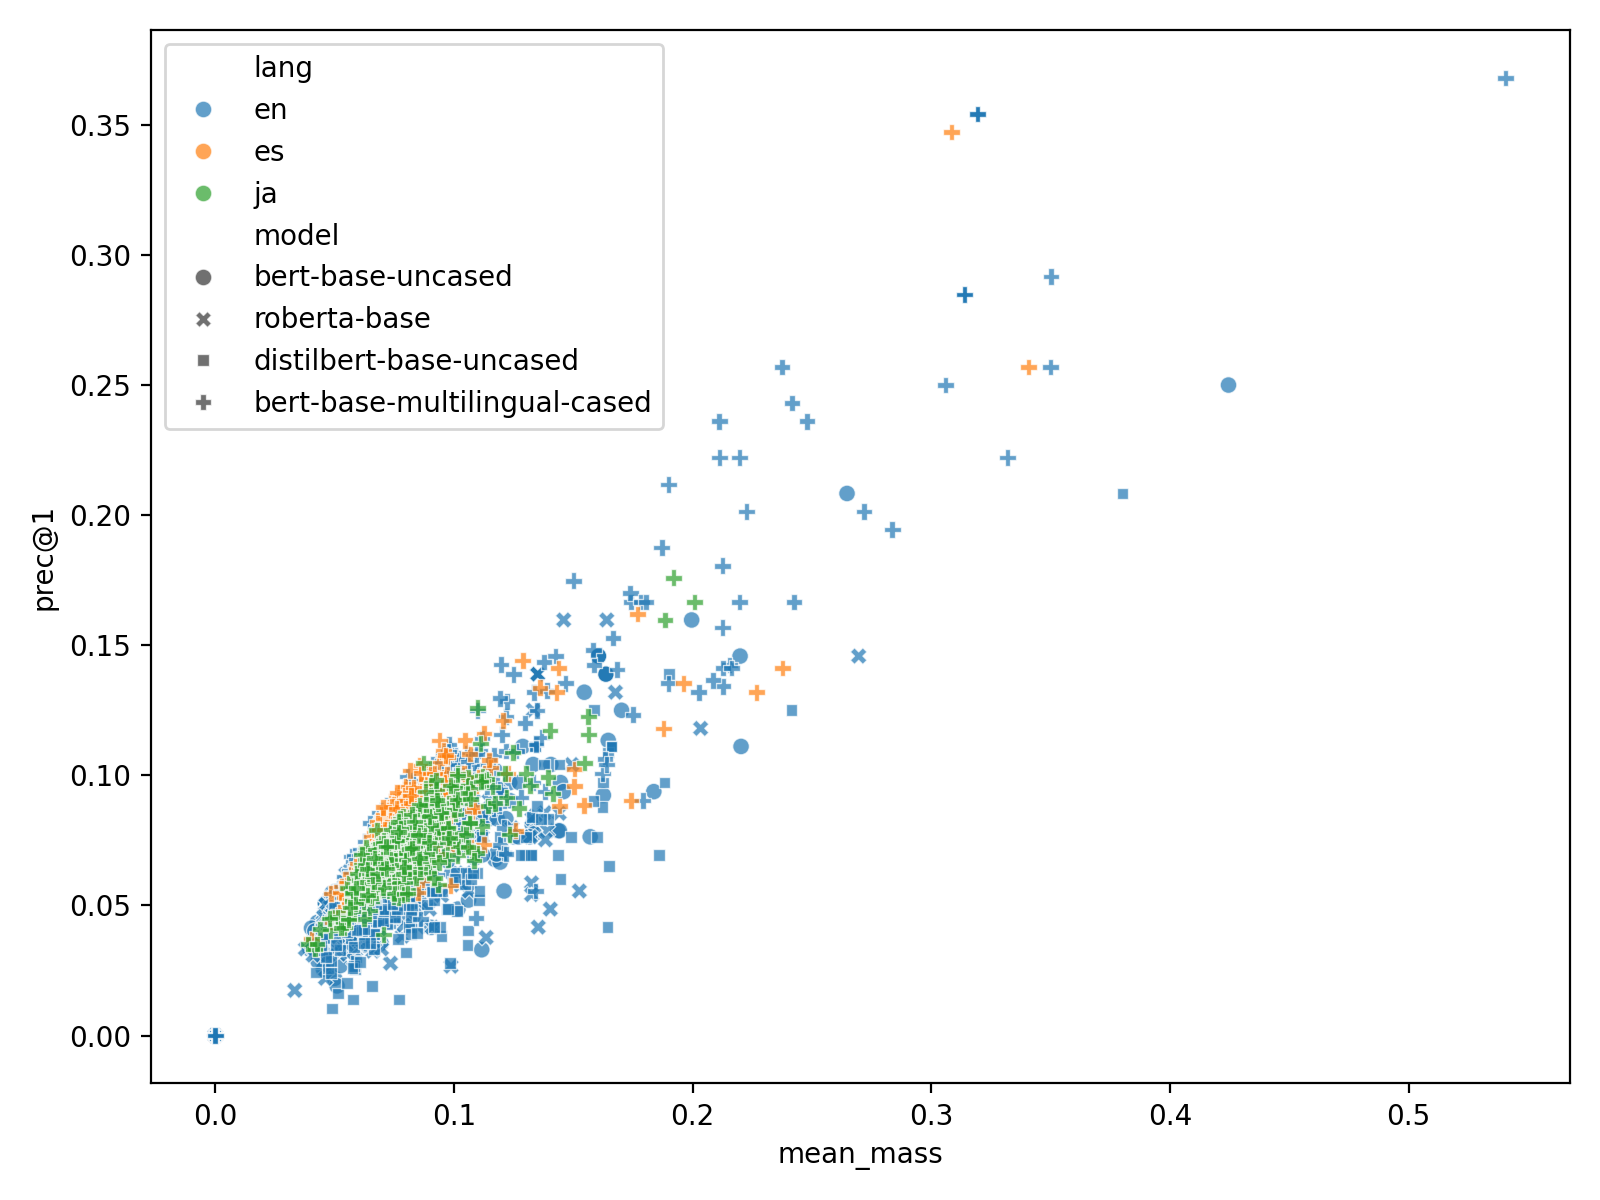 lang
en
es
ja
model
bert-base-uncased
roberta-base
distilbert-base-uncased
bert-base-multilingual-cased
prec@1
0.35
0.30
0.25
0.20
0.15
0.10
0.05
0.00
0.0 0.1 0.2 0.3 0.4 0.5
mean_mass